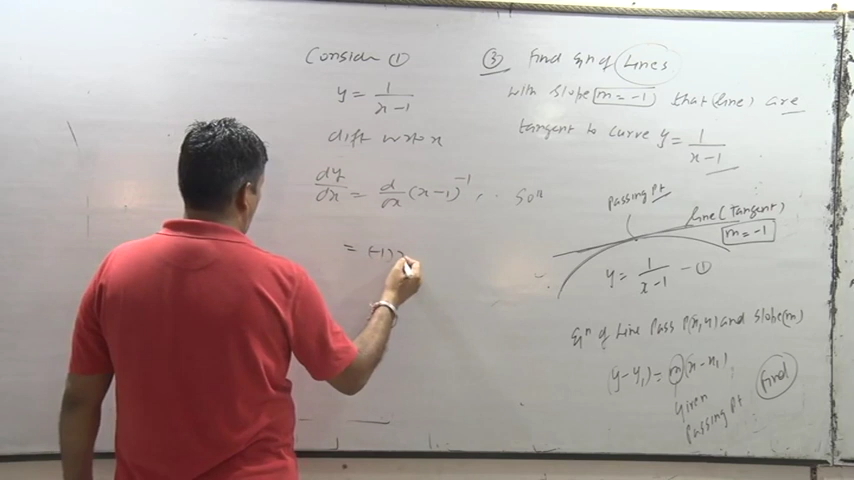 Consider ①
y = 1/(x-1)
diff w.r.to x
dy/dx = d/dx (x-1)^-1
= (-1)
③ Find eqn of Lines
with slope m = -1 that (line) are
tangent to curve y = 1/(x-1)
Soln
passing pt
line (tangent)
m = -1
y = 1/(x-1) - ①
Eqn of Line Pass P(x,y) and slope(m)
(y-y1) = m(x-x1)
given
passing pt
find